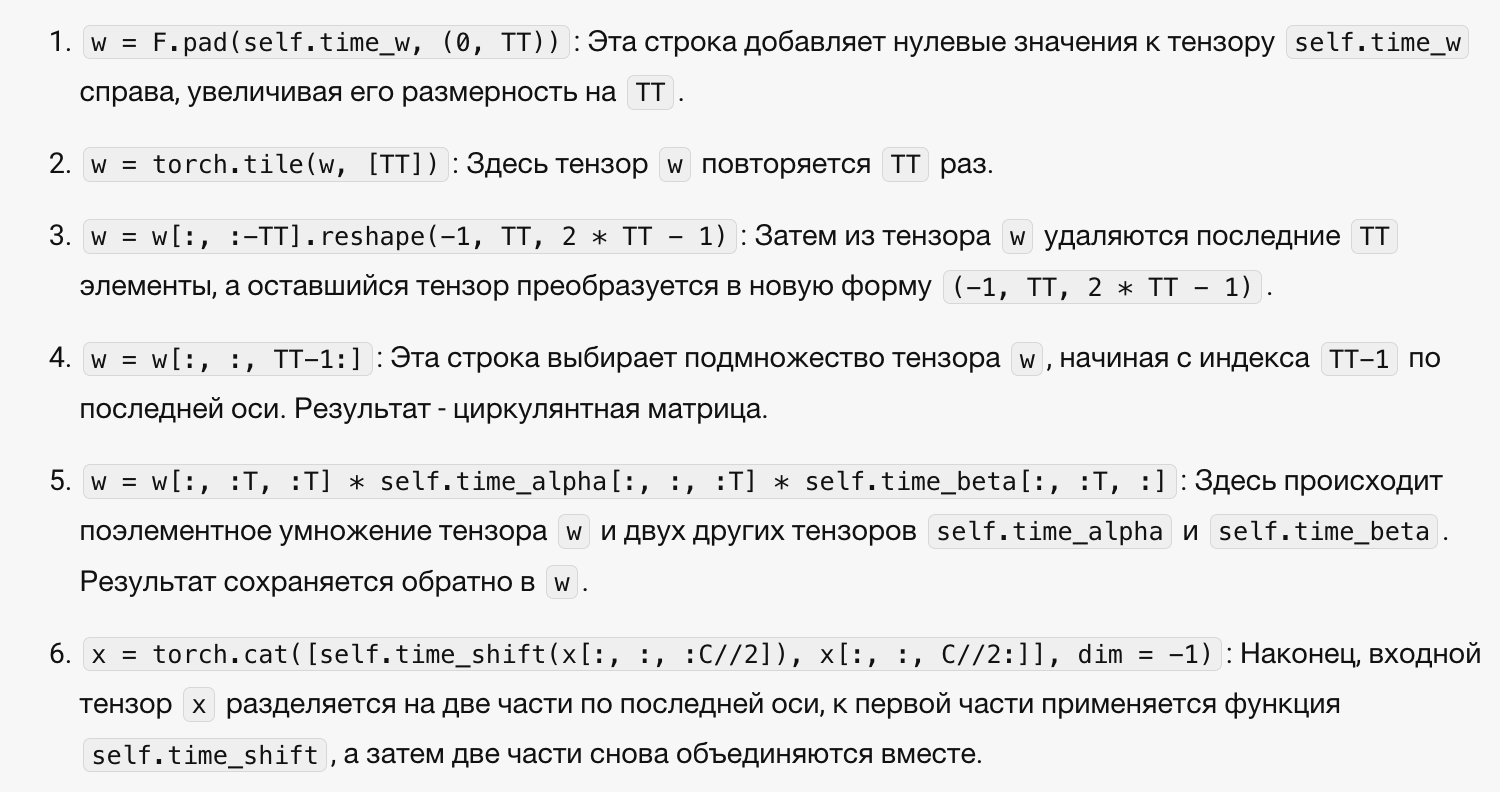 1. w = F.pad(self.time_w, (0, TT)): Эта строка добавляет нулевые значения к тензору self.time_w
справа, увеличивая его размерность на TT.
2. w = torch.tile(w, [TT]): Здесь тензор w повторяется TT раз.
3. w = w[:, :-TT].reshape(-1, TT, 2 * TT - 1): Затем из тензора w удаляются последние TT
элементы, а оставшийся тензор преобразуется в новую форму (-1, TT, 2 * TT - 1).
4. w = w[:, :, TT-1:]: Эта строка выбирает подмножество тензора w, начиная с индекса TT-1 по
последней оси. Результат - циркулянтная матрица.
5. w = w[:, :T, :T] * self.time_alpha[:, :, :T] * self.time_beta[:, :T, :]: Здесь происходит
поэлементное умножение тензора w и двух других тензоров self.time_alpha и self.time_beta.
Результат сохраняется обратно в w.
6. x = torch.cat([self.time_shift(x[:, :, :C//2]), x[:, :, C//2:]], dim = -1): Наконец, входной
тензор x разделяется на две части по последней оси, к первой части применяется функция
self.time_shift, а затем две части снова объединяются вместе.